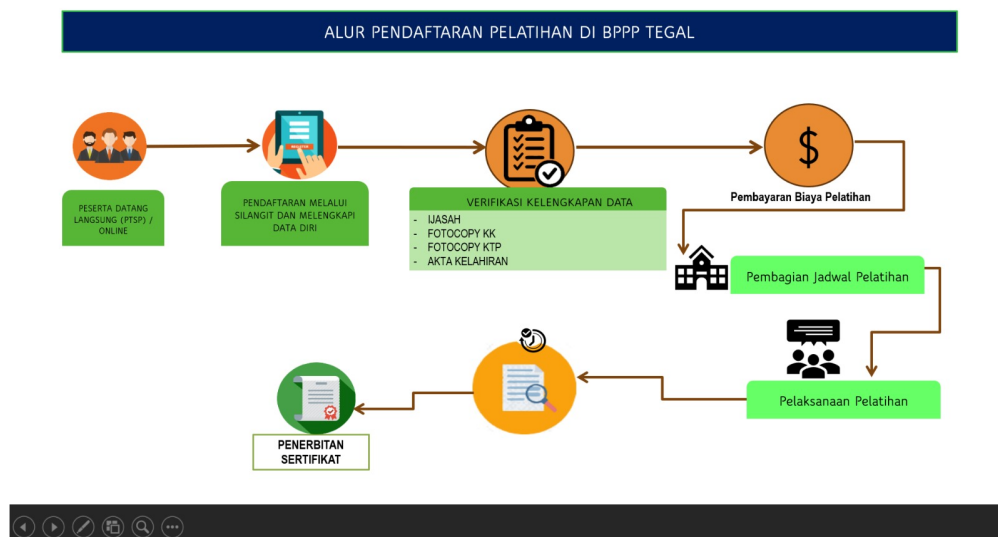 ALUR PENDAFTARAN PELATIHAN DI BPPP TEGAL
PESERTA DATANG
LANGSUNG (PTSP) /
ONLINE
PENDAFTARAN MELALUI
SILANGIT DAN MELENGKAPI
DATA DIRI
VERIFIKASI KELENGKAPAN DATA
- IJASAH
- FOTOCOPY KK
- FOTOCOPY KTP
- AKTA KELAHIRAN
$
Pembayaran Biaya Pelatihan
Pembagian Jadwal Pelatihan
Pelaksanaan Pelatihan
PENERBITAN
SERTIFIKAT